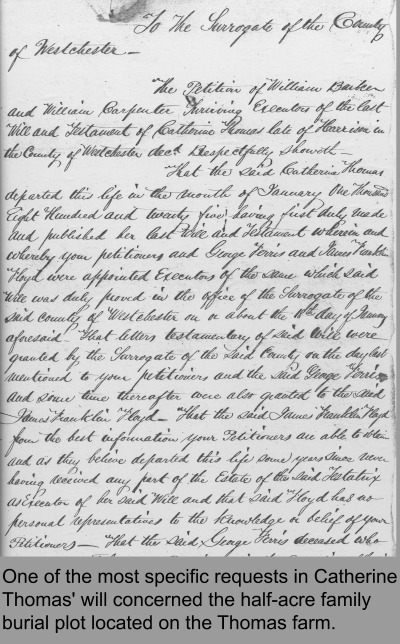 To The Surrogate of the County
of Westchester —
The Petition of William Barker
and William Carpenter Surviving Executors of the last
Will and Testament of Catherine Thomas late of Harrison in
the County of Westchester decd. Respectfully showeth
That the said Catherine Thomas
departed this life in the month of January One Thousand
Eight Hundred and twenty five having first duly made
and published her last Will and Testament wherein and
whereby your petitioners and George Ferris and James Franklin
Floyd were appointed Executors of the same which said
Will was duly proved in the office of the Surrogate of the
said county of Westchester on or about the day of January
aforesaid – That letters testamentary of said Will were
granted by the Surrogate of the said County on the day last
mentioned to your petitioners and the said George Ferris
and some time thereafter were also granted to the said
James Franklin Floyd – That the said James Franklin Floyd
from the best information your Petitioners are able to obtain
and as they believe departed this life some years since never
having received any part of the Estate of the said Testatrix
as Executor of her said Will and that said Floyd has no
personal representatives to the knowledge or belief of your
Petitioners – That the said George Ferris deceased who
One of the most specific requests in Catherine
Thomas' will concerned the half-acre family
burial plot located on the Thomas farm.